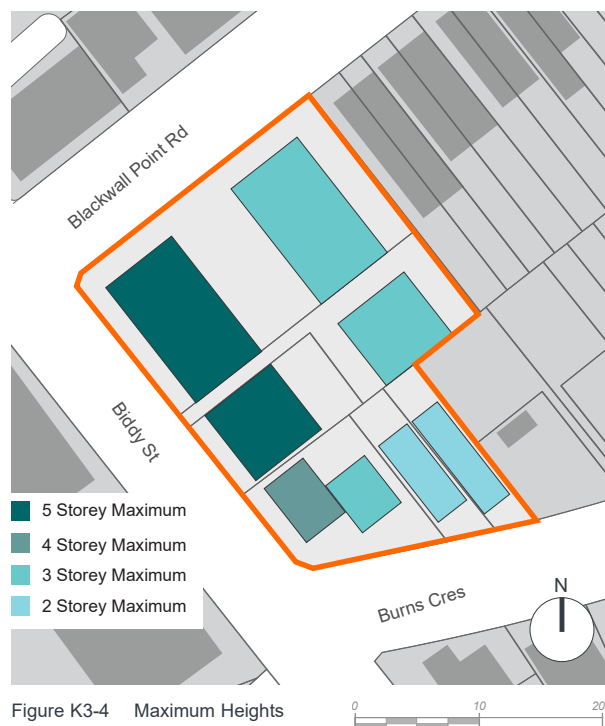 Blackwall Point Rd
Biddy St
5 Storey Maximum
4 Storey Maximum
3 Storey Maximum
2 Storey Maximum
Burns Cres
N
Figure K3-4 Maximum Heights
0 10 20